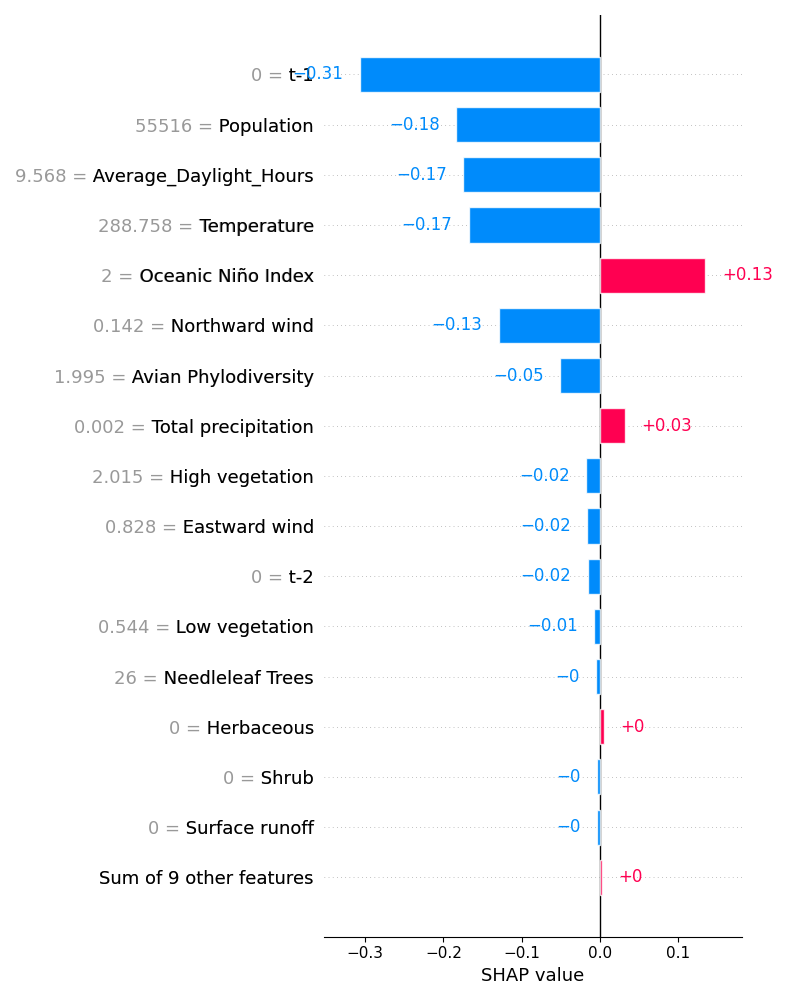 0 = t-1 −0.31
55516 = Population −0.18
9.568 = Average_Daylight_Hours −0.17
288.758 = Temperature −0.17
2 = Oceanic Niño Index +0.13
0.142 = Northward wind −0.13
1.995 = Avian Phylodiversity −0.05
0.002 = Total precipitation +0.03
2.015 = High vegetation −0.02
0.828 = Eastward wind −0.02
0 = t-2 −0.02
0.544 = Low vegetation −0.01
26 = Needleleaf Trees −0
0 = Herbaceous +0
0 = Shrub −0
0 = Surface runoff −0
Sum of 9 other features +0
−0.3 −0.2 −0.1 0.0 0.1
SHAP value